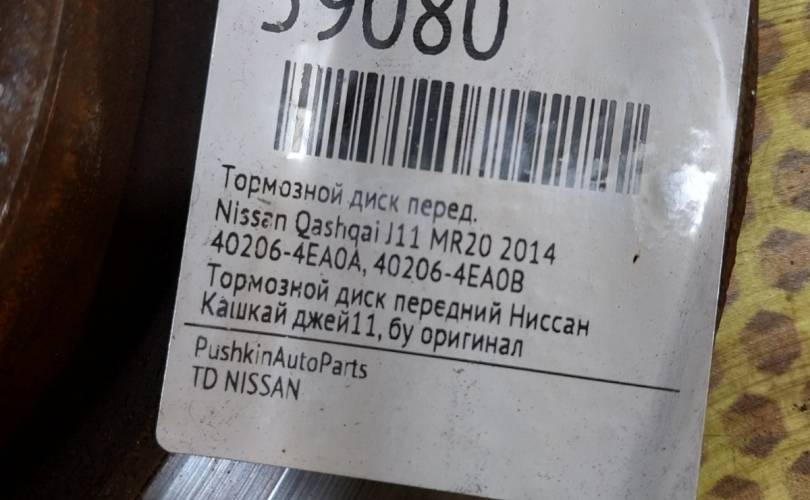 59080
Тормозной диск перед.
Nissan Qashqai J11 MR20 2014
40206-4EA0A, 40206-4EA0B
Тормозной диск передний Ниссан
Кашкай джей11, бу оригинал
PushkinAutoParts
TD NISSAN